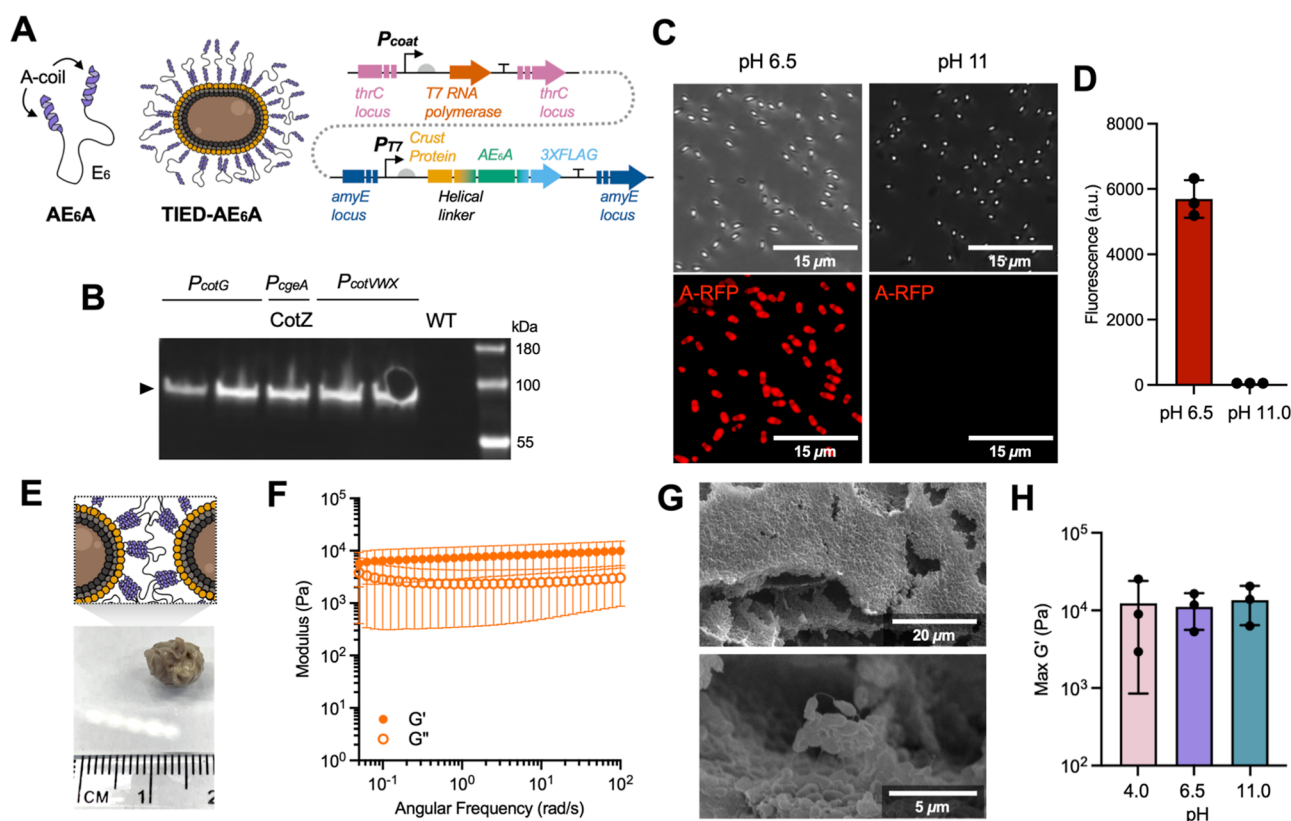 A
A-coil
E6
AE6A
TIED-AE6A
Pcoat
thrC
locus
T7 RNA
polymerase
thrC
locus
PT7
Crust
Protein
AE6A
3XFLAG
amyE
locus
Helical
linker
amyE
locus
B
PcotG
PcgeA
PcotVWX
CotZ
WT
kDa
180
100
55
C
pH 6.5
pH 11
15 µm
15 µm
A-RFP
A-RFP
15 µm
15 µm
D
Fluorescence (a.u.)
8000
6000
4000
2000
0
pH 6.5
pH 11.0
E
CM
1
2
F
Modulus (Pa)
10^5
10^4
10^3
10^2
10^1
10^0
G'
G"
10^-1
10^0
10^1
10^2
Angular Frequency (rad/s)
G
20 µm
5 µm
H
Max G' (Pa)
10^5
10^4
10^3
10^2
4.0
6.5
11.0
pH